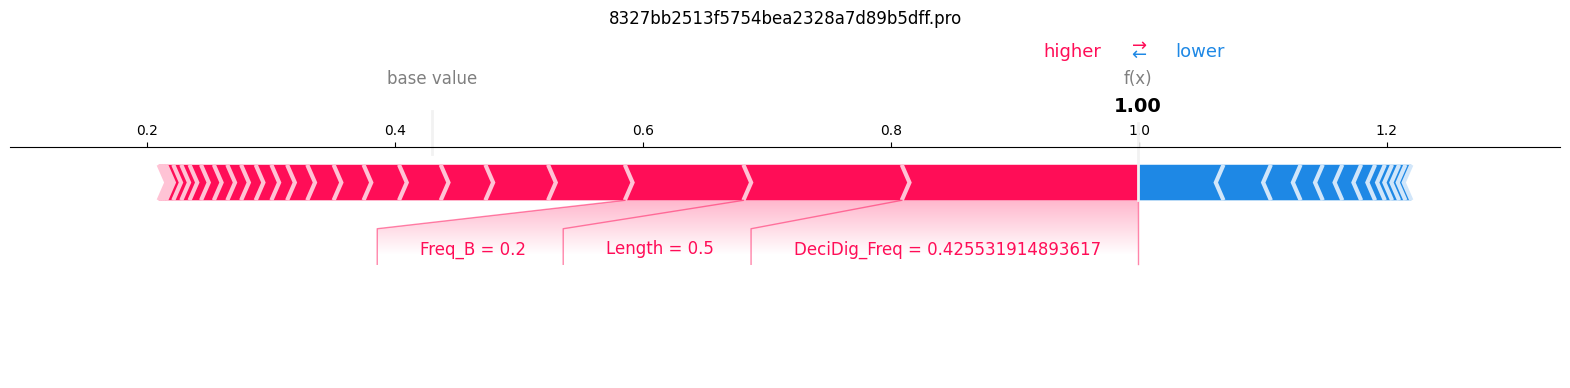 8327bb2513f5754bea2328a7d89b5dff.pro
higher ⇄ lower
base value f(x)
1.00
0.2 0.4 0.6 0.8 1.0 1.2
Freq_B = 0.2 Length = 0.5 DeciDig_Freq = 0.425531914893617